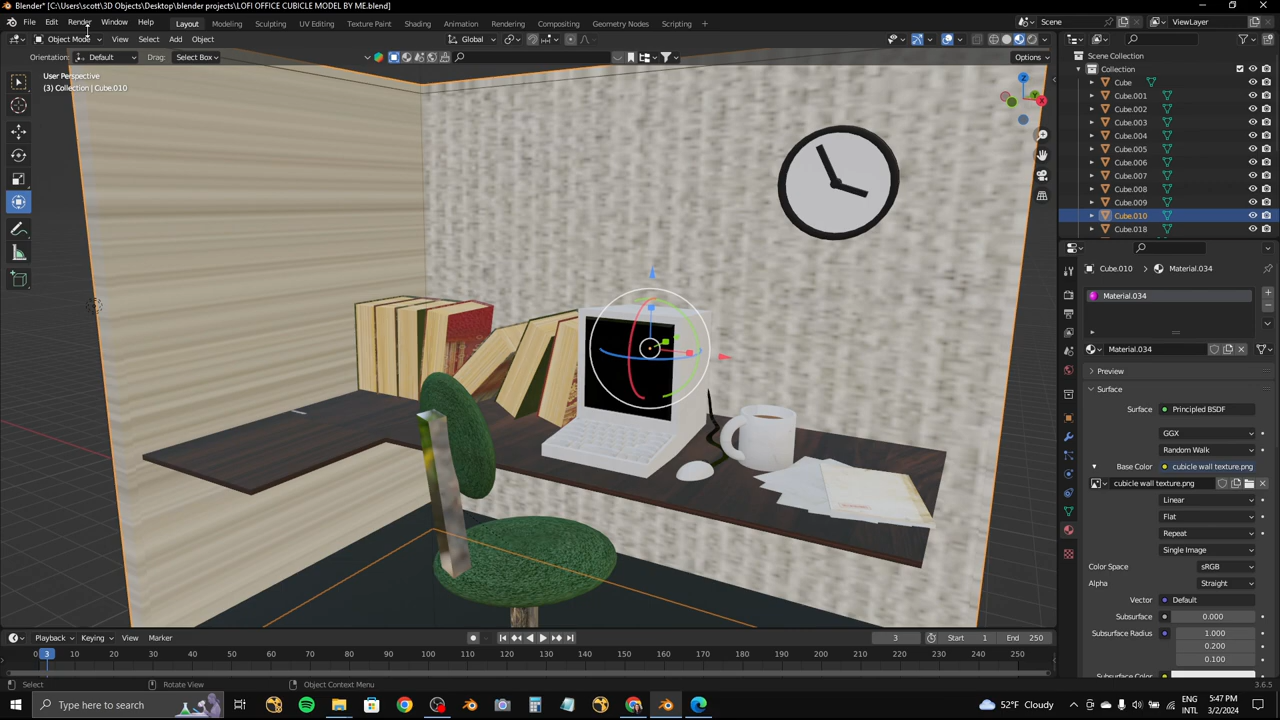 Blender* [C:\Users\scott\3D Objects\Desktop\blender projects\LOFI OFFICE CUBICLE MODEL BY ME.blend]
File Edit Render Window Help Layout Modeling Sculpting UV Editing Texture Paint Shading Animation Rendering Compositing Geometry Nodes Scripting + Scene ViewLayer
Object Mode View Select Add Object Global
Orientation: Default Drag: Select Box Options
User Perspective
(3) Collection | Cube.010
Scene Collection
Collection
Cube
Cube.001
Cube.002
Cube.003
Cube.004
Cube.005
Cube.006
Cube.007
Cube.008
Cube.009
Cube.010
Cube.018
Cube.010 > Material.034
Material.034
Material.034
Preview
Surface
Surface Principled BSDF
GGX
Random Walk
Base Color cubicle wall texture.png
cubicle wall texture.png
Linear
Flat
Repeat
Single Image
Color Space sRGB
Alpha Straight
Vector Default
Subsurface 0.000
Subsurface Radius 1.000
0.200
0.100
Subsurface Color
Playback Keying View Marker 3 Start 1 End 250
0 3 10 20 30 40 50 60 70 80 90 100 110 120 130 140 150 160 170 180 190 200 210 220 230 240 250
Select Rotate View Object Context Menu 3.6.5
Type here to search 52°F Cloudy ENG INTL 5:47 PM 3/2/2024